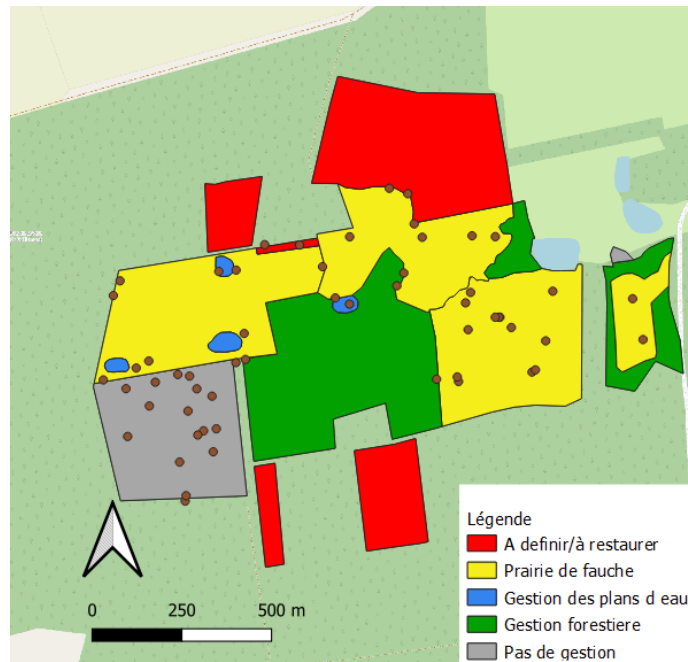 0 250 500 m
Légende
A definir/à restaurer
Prairie de fauche
Gestion des plans d eau
Gestion forestiere
Pas de gestion